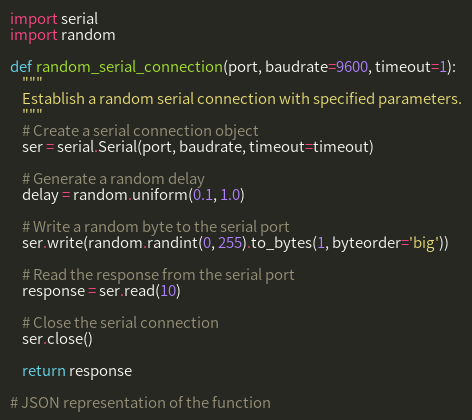 import serial
import random
def random_serial_connection(port, baudrate=9600, timeout=1):
"""
Establish a random serial connection with specified parameters.
"""
# Create a serial connection object
ser = serial.Serial(port, baudrate, timeout=timeout)
# Generate a random delay
delay = random.uniform(0.1, 1.0)
# Write a random byte to the serial port
ser.write(random.randint(0, 255).to_bytes(1, byteorder='big'))
# Read the response from the serial port
response = ser.read(10)
# Close the serial connection
ser.close()
return response
# JSON representation of the function